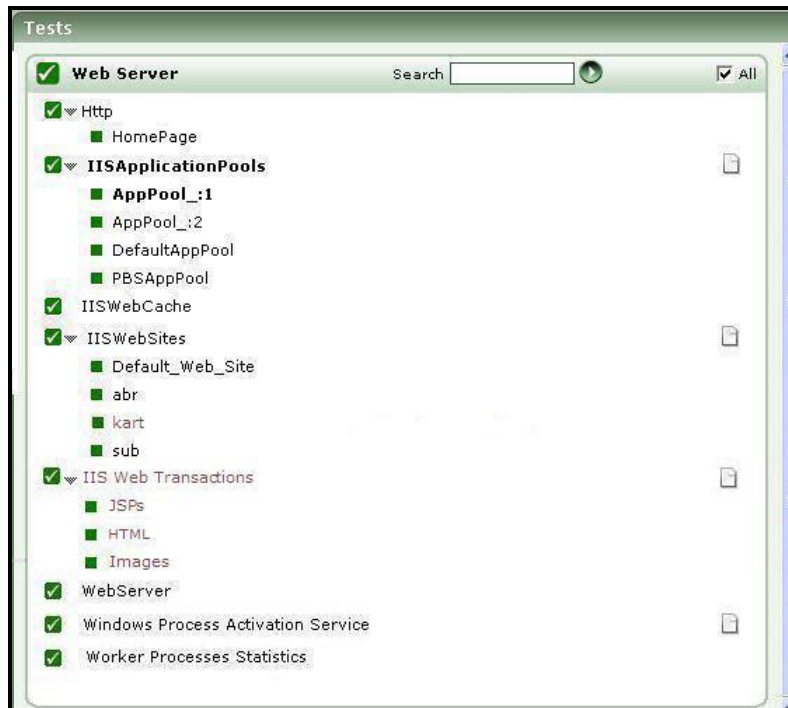 Tests
Web Server Search All
Http
HomePage
IISApplicationPools
AppPool_:1
AppPool_:2
DefaultAppPool
PBSAppPool
IISWebCache
IISWebSites
Default_Web_Site
abr
kart
sub
IIS Web Transactions
JSPs
HTML
Images
WebServer
Windows Process Activation Service
Worker Processes Statistics